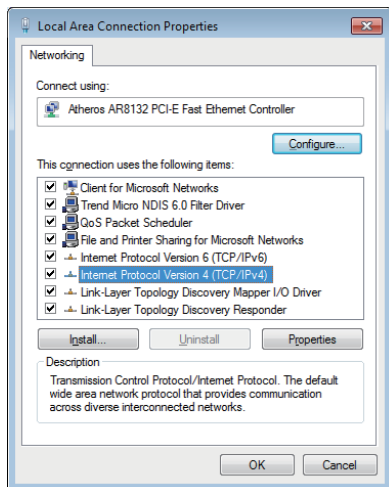 Local Area Connection Properties
Networking
Connect using:
Atheros AR8132 PCI-E Fast Ethernet Controller
Configure...
This connection uses the following items:
Client for Microsoft Networks
Trend Micro NDIS 6.0 Filter Driver
QoS Packet Scheduler
File and Printer Sharing for Microsoft Networks
Internet Protocol Version 6 (TCP/IPv6)
Internet Protocol Version 4 (TCP/IPv4)
Link-Layer Topology Discovery Mapper I/O Driver
Link-Layer Topology Discovery Responder
Install... Uninstall Properties
Description
Transmission Control Protocol/Internet Protocol. The default
wide area network protocol that provides communication
across diverse interconnected networks.
OK Cancel